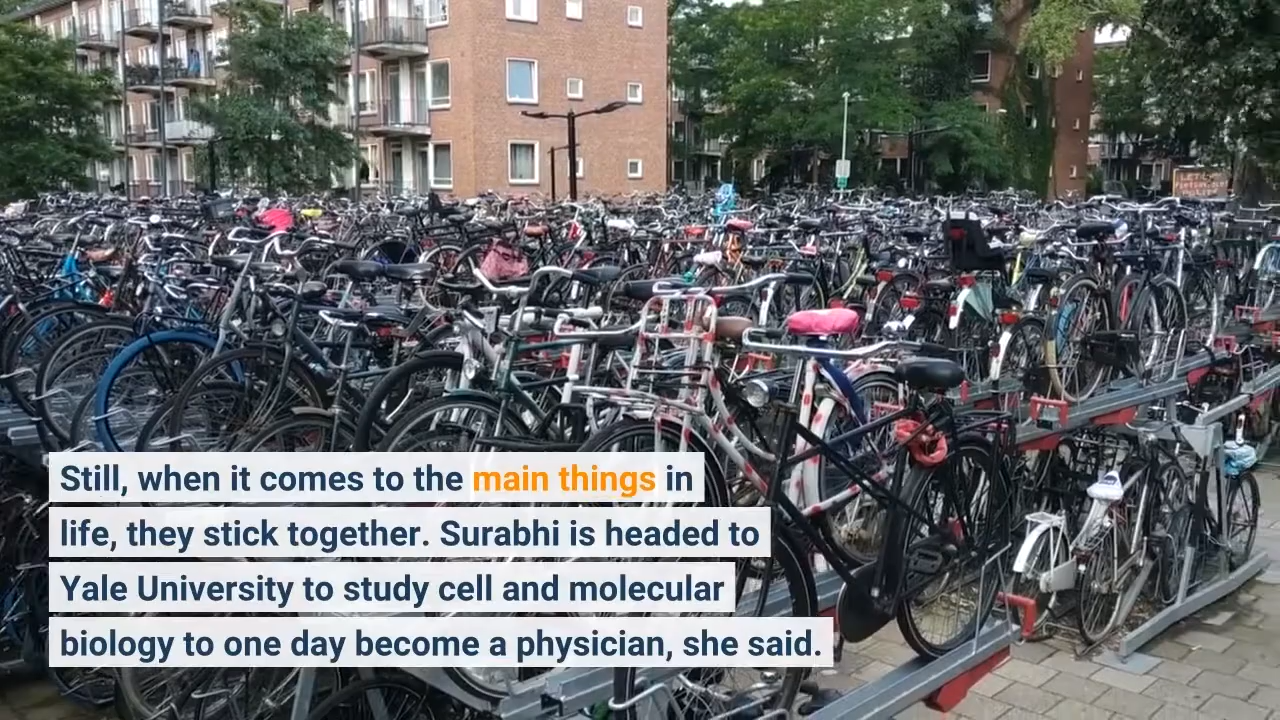 Still, when it comes to the main things in
life, they stick together. Surabhi is headed to
Yale University to study cell and molecular
biology to one day become a physician, she said.